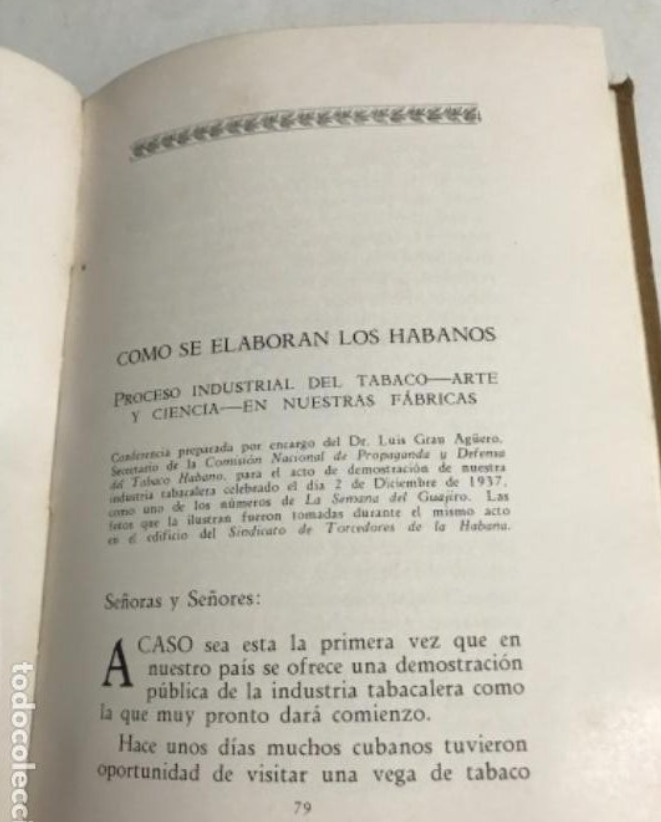 COMO SE ELABORAN LOS HABANOS
PROCESO INDUSTRIAL DEL TABACO—ARTE
Y CIENCIA—EN NUESTRAS FÁBRICAS
Conferencia preparada por encargo del Dr. Luis Grau Agüero,
Secretario de la Comisión Nacional de Propaganda y Defensa
del Tabaco Habano, para el acto de demostración de nuestra
industria tabacalera celebrado el día 2 de Diciembre de 1937,
como uno de los números de La Semana del Guajiro. Las
fotos que la ilustran fueron tomadas durante el mismo acto
en el edificio del Sindicato de Torcedores de la Habana.
Señoras y Señores:
ACASO sea esta la primera vez que en
nuestro país se ofrece una demostración
pública de la industria tabacalera como
la que muy pronto dará comienzo.
Hace unos días muchos cubanos tuvieron
oportunidad de visitar una vega de tabaco
79
todocolecc